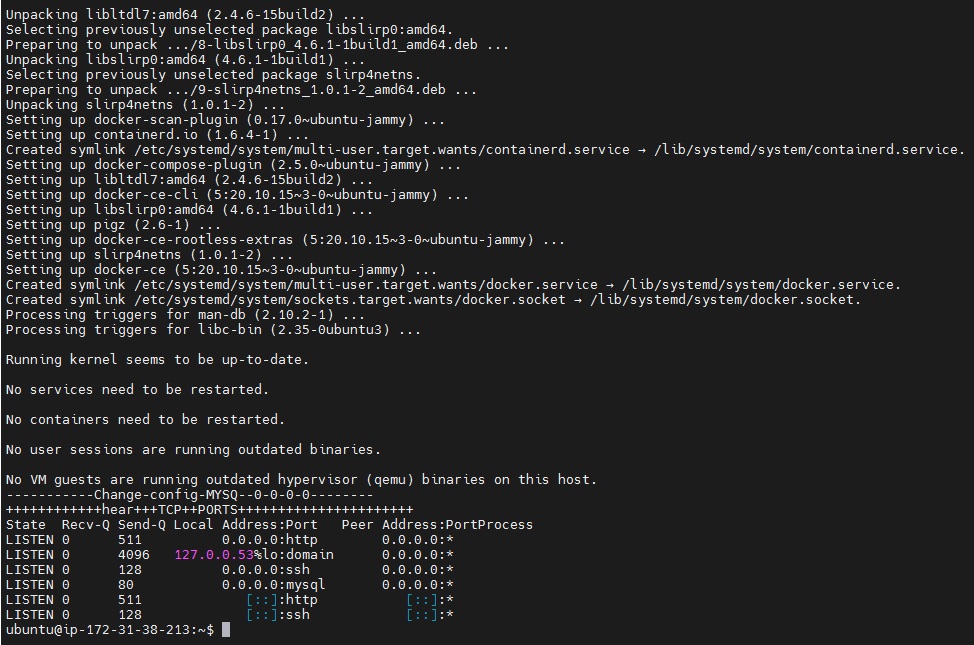 Unpacking libltdl7:amd64 (2.4.6-15build2) ...
Selecting previously unselected package libslirp0:amd64.
Preparing to unpack .../8-libslirp0_4.6.1-1build1_amd64.deb ...
Unpacking libslirp0:amd64 (4.6.1-1build1) ...
Selecting previously unselected package slirp4netns.
Preparing to unpack .../9-slirp4netns_1.0.1-2_amd64.deb ...
Unpacking slirp4netns (1.0.1-2) ...
Setting up docker-scan-plugin (0.17.0~ubuntu-jammy) ...
Setting up containerd.io (1.6.4-1) ...
Created symlink /etc/systemd/system/multi-user.target.wants/containerd.service → /lib/systemd/system/containerd.service.
Setting up docker-compose-plugin (2.5.0~ubuntu-jammy) ...
Setting up libltdl7:amd64 (2.4.6-15build2) ...
Setting up docker-ce-cli (5:20.10.15~3-0~ubuntu-jammy) ...
Setting up libslirp0:amd64 (4.6.1-1build1) ...
Setting up pigz (2.6-1) ...
Setting up docker-ce-rootless-extras (5:20.10.15~3-0~ubuntu-jammy) ...
Setting up slirp4netns (1.0.1-2) ...
Setting up docker-ce (5:20.10.15~3-0~ubuntu-jammy) ...
Created symlink /etc/systemd/system/multi-user.target.wants/docker.service → /lib/systemd/system/docker.service.
Created symlink /etc/systemd/system/sockets.target.wants/docker.socket → /lib/systemd/system/docker.socket.
Processing triggers for man-db (2.10.2-1) ...
Processing triggers for libc-bin (2.35-0ubuntu3) ...
Running kernel seems to be up-to-date.
No services need to be restarted.
No containers need to be restarted.
No user sessions are running outdated binaries.
No VM guests are running outdated hypervisor (qemu) binaries on this host.
-----------Change-config-MYSQ--0-0-0-0--------
++++++++++++hear+++TCP++PORTS++++++++++++++++++++++
State  Recv-Q Send-Q Local Address:Port   Peer Address:PortProcess
LISTEN 0      511          0.0.0.0:http        0.0.0.0:*
LISTEN 0      4096   127.0.0.53%lo:domain      0.0.0.0:*
LISTEN 0      128          0.0.0.0:ssh         0.0.0.0:*
LISTEN 0      80           0.0.0.0:mysql       0.0.0.0:*
LISTEN 0      511             [::]:http           [::]:*
LISTEN 0      128             [::]:ssh            [::]:*
ubuntu@ip-172-31-38-213:~$